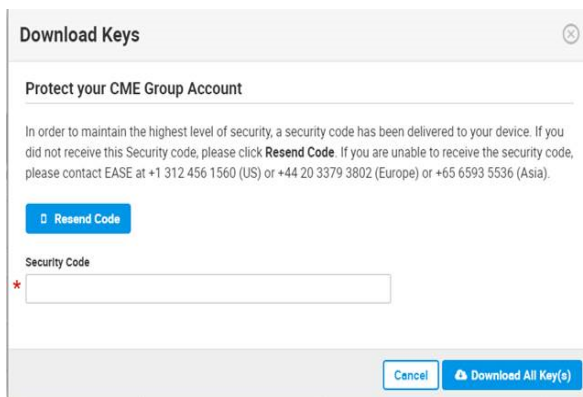 Download Keys
Protect your CME Group Account
In order to maintain the highest level of security, a security code has been delivered to your device. If you
did not receive this Security code, please click Resend Code. If you are unable to receive the security code,
please contact EASE at +1 312 456 1560 (US) or +44 20 3379 3802 (Europe) or +65 6593 5536 (Asia).
Resend Code
Security Code
*
Cancel
Download All Key(s)